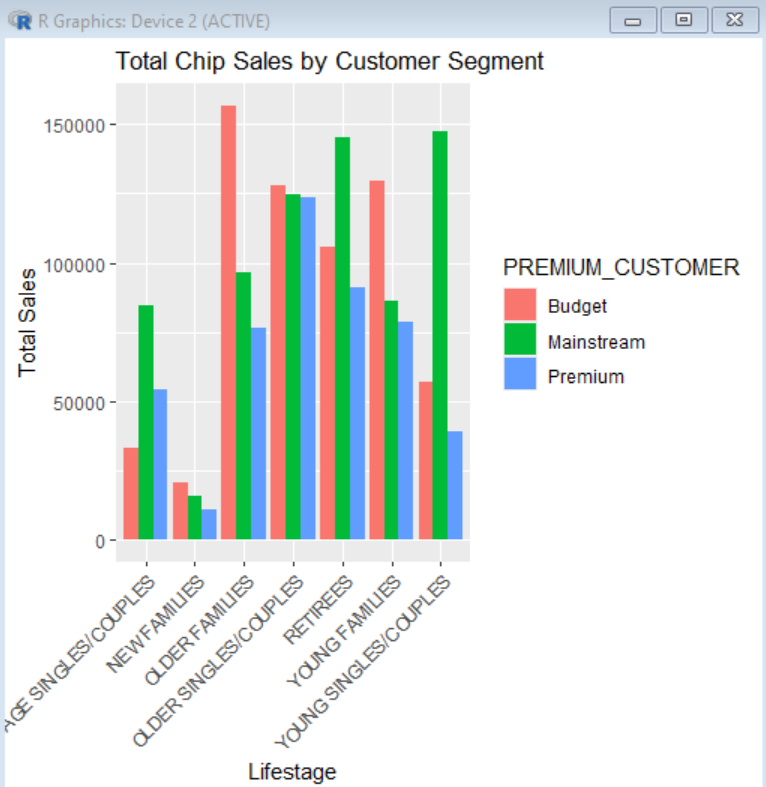 R Graphics: Device 2 (ACTIVE)
Total Chip Sales by Customer Segment
150000
100000
50000
0
Total Sales
PREMIUM_CUSTOMER
Budget
Mainstream
Premium
AGE SINGLES/COUPLES
NEW FAMILIES
OLDER FAMILIES
OLDER SINGLES/COUPLES
RETIREES
YOUNG FAMILIES
YOUNG SINGLES/COUPLES
Lifestage